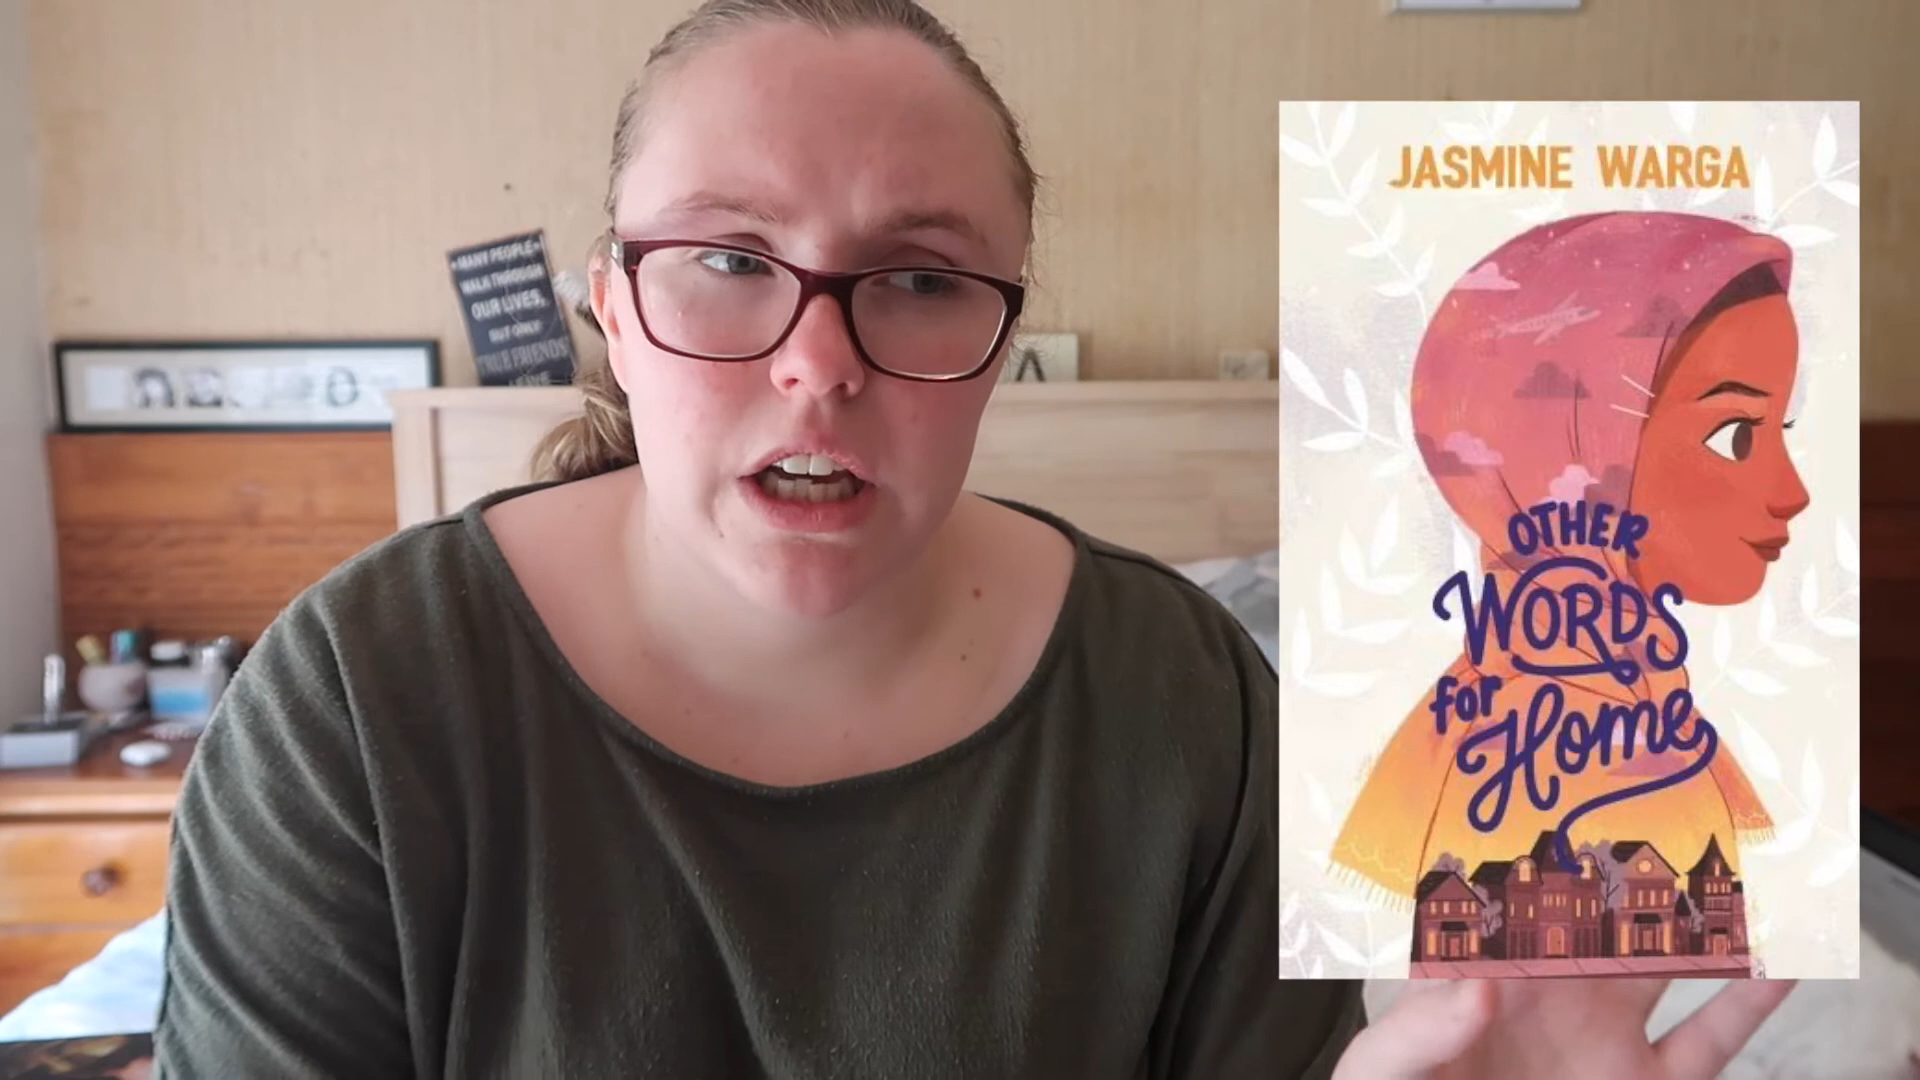 MANY PEOPLE
WALK THROUGH
OUR LIVES,
BUT ONLY
TRUE FRIENDS
A
JASMINE WARGA
OTHER
WORDS
for
Home